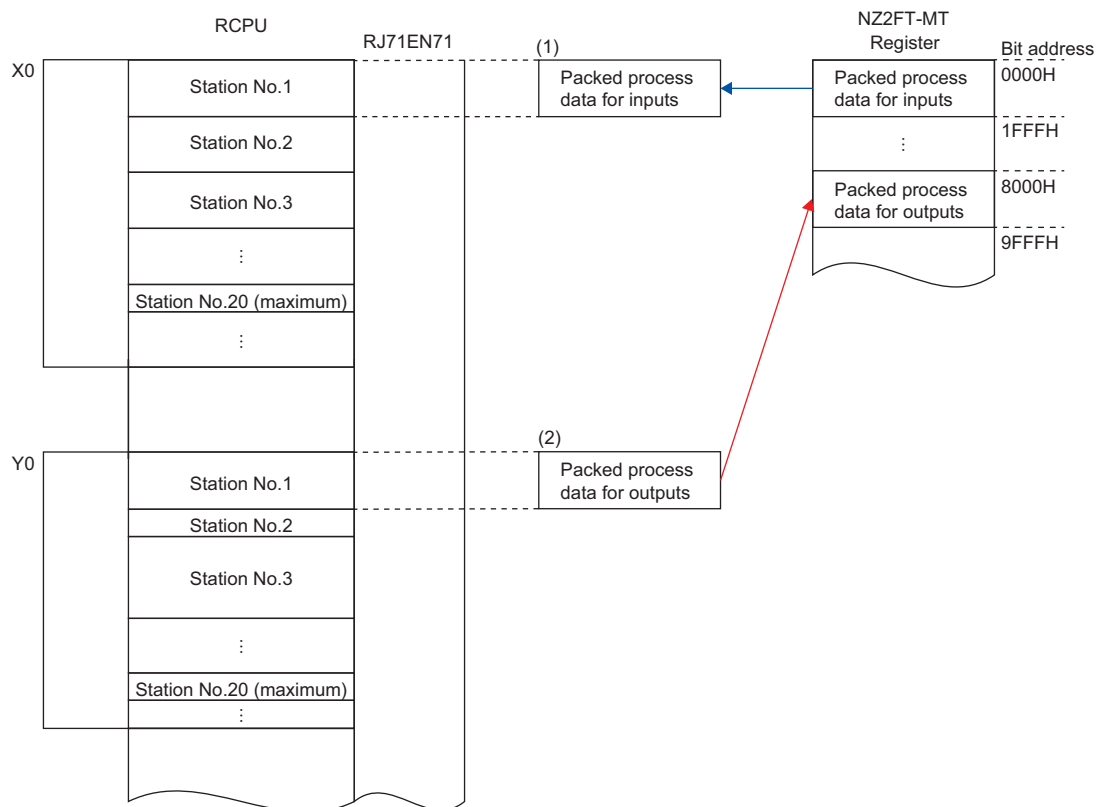 RCPU
RJ71EN71
(1)
NZ2FT-MT
Register
Bit address
X0
Station No.1
Packed process
data for inputs
Packed process
data for inputs
0000H
Station No.2
⋮
1FFFH
Station No.3
Packed process
data for outputs
8000H
⋮
9FFFH
Station No.20 (maximum)
⋮
(2)
Y0
Station No.1
Packed process
data for outputs
Station No.2
Station No.3
⋮
Station No.20 (maximum)
⋮